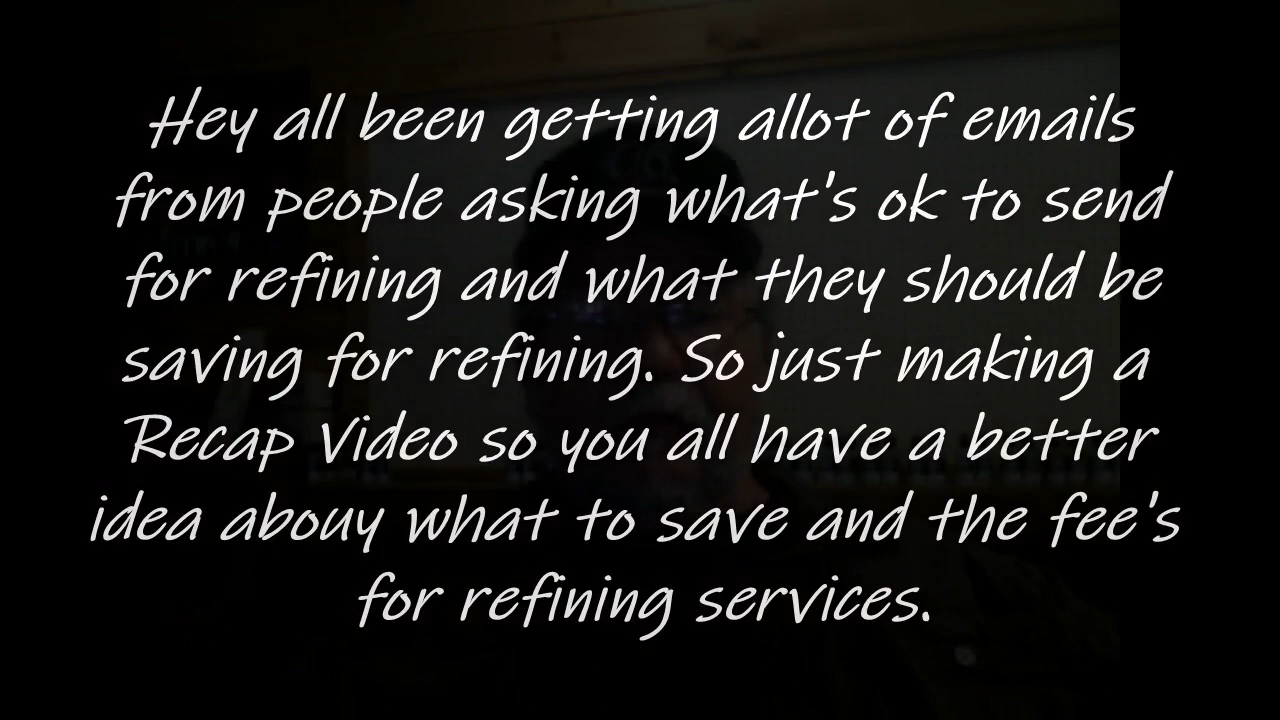 Hey all been getting allot of emails
from people asking what's ok to send
for refining and what they should be
saving for refining. So just making a
Recap Video so you all have a better
idea abouy what to save and the fee's
for refining services.